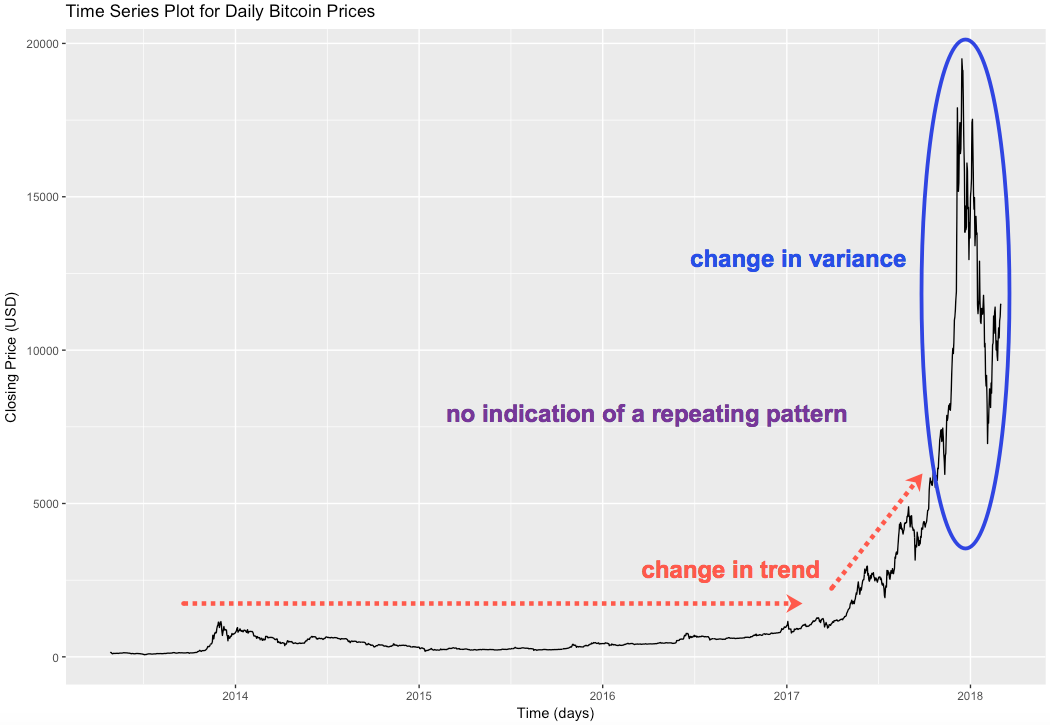 Time Series Plot for Daily Bitcoin Prices
20000
15000
10000
5000
0
Closing Price (USD)
change in variance
no indication of a repeating pattern
change in trend
2014
2015
2016
2017
2018
Time (days)